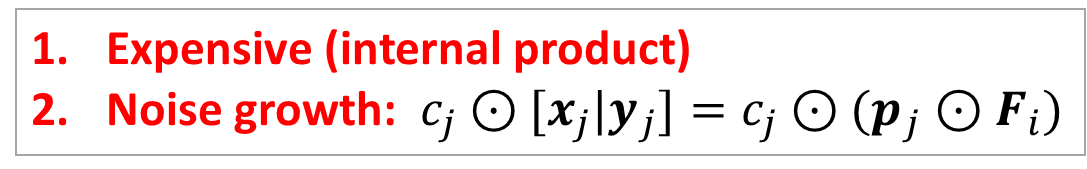 1. Expensive (internal product)
2. Noise growth: c_j ⊙ [x_j|y_j] = c_j ⊙ (p_j ⊙ F_i)